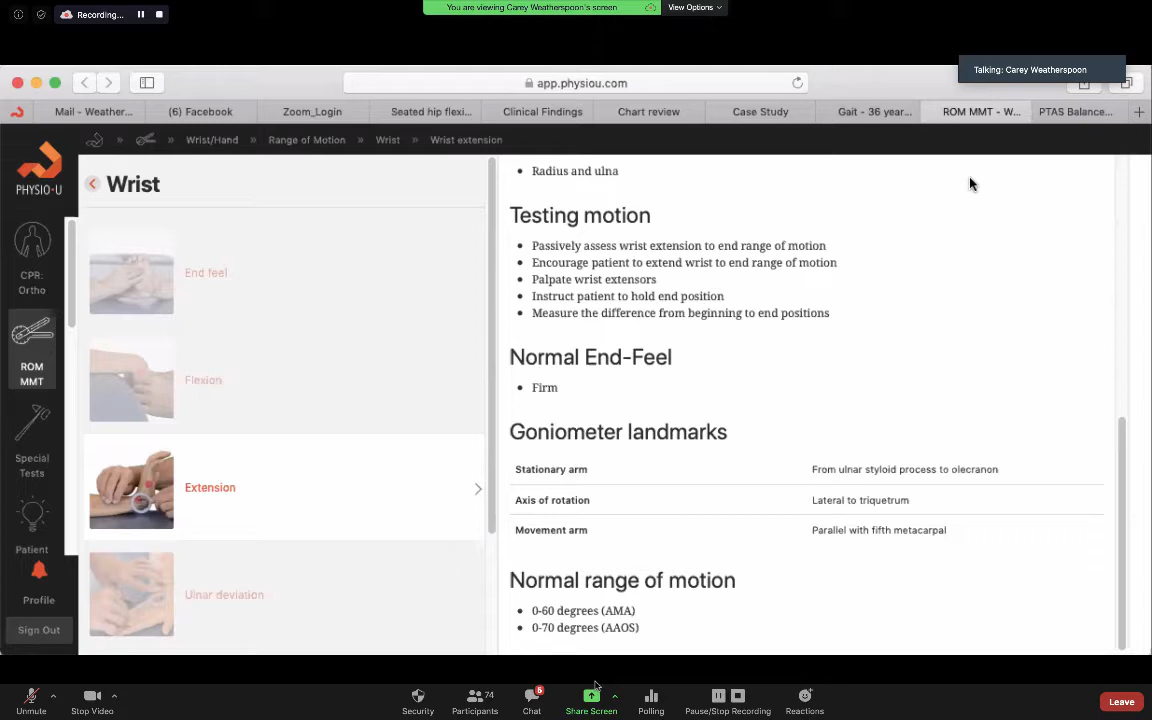 Recording...
You are viewing Carey Weatherspoon's screen
View Options
Talking: Carey Weatherspoon
app.physiou.com
Mail - Weather...
(6) Facebook
Zoom_Login
Seated hip flexi...
Clinical Findings
Chart review
Case Study
Gait - 36 year...
ROM MMT - W...
PTAS Balance...
» » Wrist/Hand » Range of Motion » Wrist » Wrist extension
PHYSIO·U
CPR:
Ortho
ROM
MMT
Special
Tests
Patient
Profile
Sign Out
Wrist
End feel
Flexion
Extension
Ulnar deviation
• Radius and ulna
Testing motion
• Passively assess wrist extension to end range of motion
• Encourage patient to extend wrist to end range of motion
• Palpate wrist extensors
• Instruct patient to hold end position
• Measure the difference from beginning to end positions
Normal End-Feel
• Firm
Goniometer landmarks
Stationary arm From ulnar styloid process to olecranon
Axis of rotation Lateral to triquetrum
Movement arm Parallel with fifth metacarpal
Normal range of motion
• 0-60 degrees (AMA)
• 0-70 degrees (AAOS)
Unmute
Stop Video
Security
74
Participants
6
Chat
Share Screen
Polling
Pause/Stop Recording
Reactions
Leave